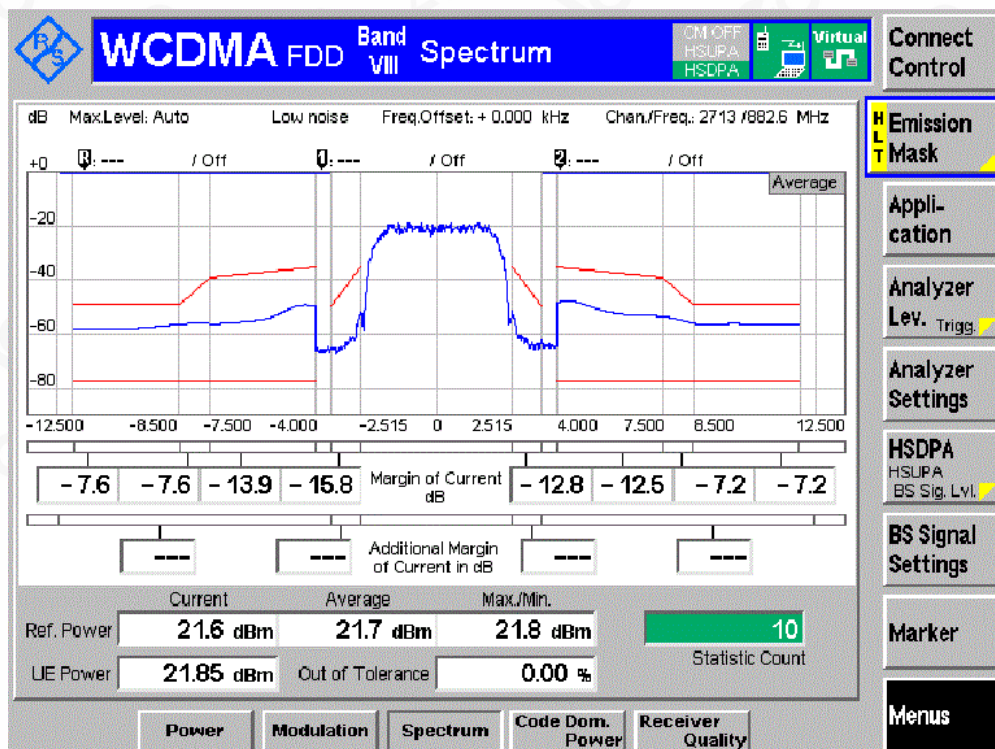 R/S WCDMA FDD Band VIII Spectrum
CM OFF
HSUPA
HSDPA
Virtual
Connect Control
dB Max.Level: Auto Low noise Freq.Offset: + 0.000 kHz Chan./Freq.: 2713 /882.6 MHz
R: --- / Off 1: --- / Off 2: --- / Off
Average
+0
-20
-40
-60
-80
-12.500 -8.500 -7.500 -4.000 -2.515 0 2.515 4.000 7.500 8.500 12.500
-7.6 -7.6 -13.9 -15.8 Margin of Current dB -12.8 -12.5 -7.2 -7.2
--- --- Additional Margin of Current in dB --- ---
Current Average Max./Min.
Ref. Power 21.6 dBm 21.7 dBm 21.8 dBm 10
Statistic Count
UE Power 21.85 dBm Out of Tolerance 0.00 %
Power Modulation Spectrum Code Dom. Power Receiver Quality
HLT Emission Mask
Appli-
cation
Analyzer
Lev. Trigg.
Analyzer
Settings
HSDPA
HSUPA
BS Sig. Lvl.
BS Signal
Settings
Marker
Menus